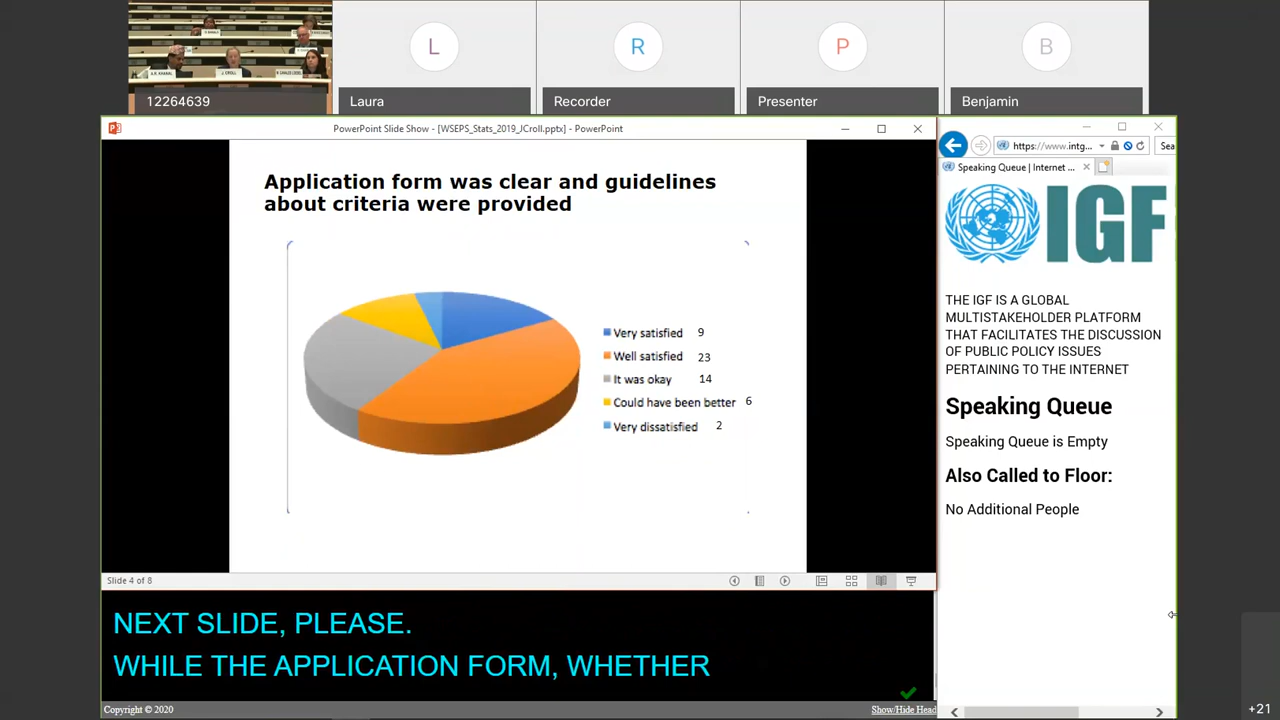 L
R
P
B
J. CROLL
12264639
Laura
Recorder
Presenter
Benjamin
PowerPoint Slide Show - [WSEPS_Stats_2019_JCroll.pptx] - PowerPoint
Application form was clear and guidelines
about criteria were provided
Very satisfied 9
Well satisfied 23
It was okay 14
Could have been better 6
Very dissatisfied 2
Slide 4 of 8
NEXT SLIDE, PLEASE.
WHILE THE APPLICATION FORM, WHETHER
Copyright © 2020
Show/Hide Head
https://www.intg...
Sea
Speaking Queue | Internet ...
IGF
THE IGF IS A GLOBAL
MULTISTAKEHOLDER PLATFORM
THAT FACILITATES THE DISCUSSION
OF PUBLIC POLICY ISSUES
PERTAINING TO THE INTERNET
Speaking Queue
Speaking Queue is Empty
Also Called to Floor:
No Additional People
+21